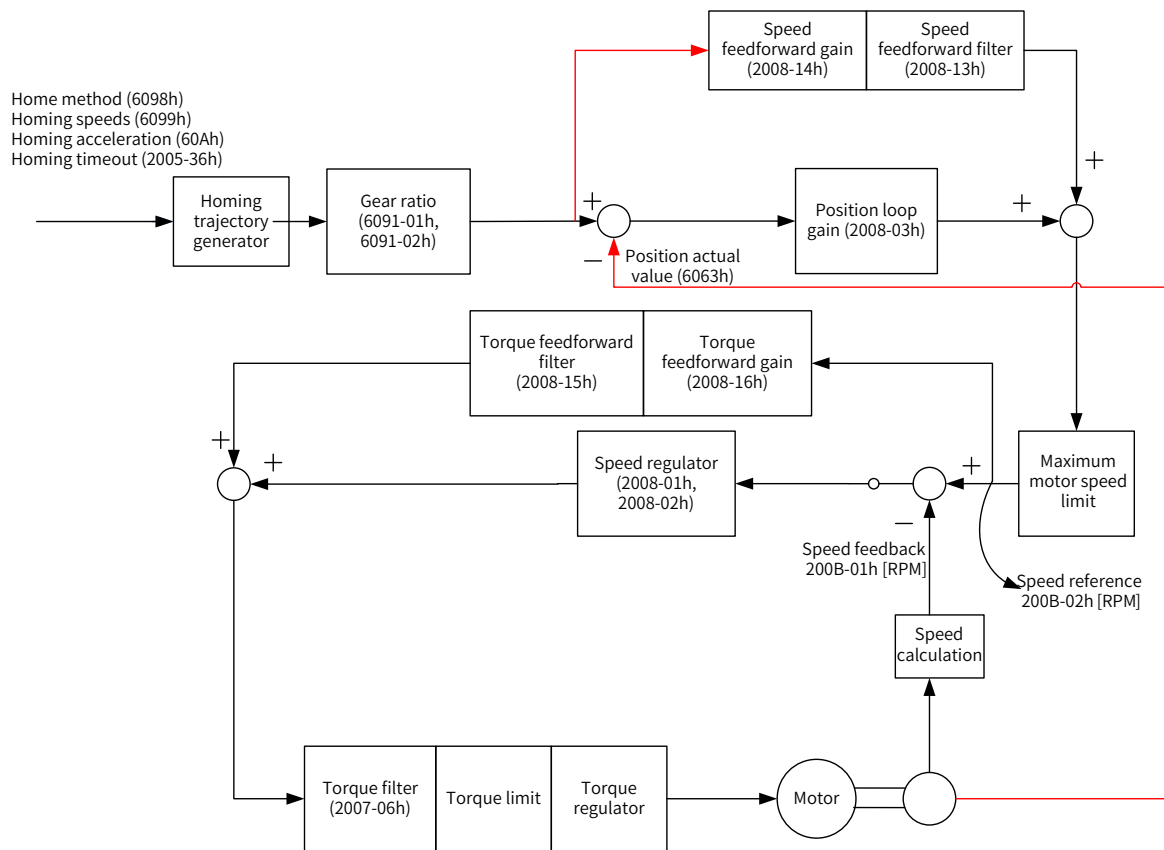 Speed
feedforward gain
(2008-14h)
Speed
feedforward filter
(2008-13h)
Home method (6098h)
Homing speeds (6099h)
Homing acceleration (60Ah)
Homing timeout (2005-36h)
Homing
trajectory
generator
Gear ratio
(6091-01h,
6091-02h)
+
−
Position actual
value (6063h)
Position loop
gain (2008-03h)
+
+
Torque feedforward
filter
(2008-15h)
Torque
feedforward gain
(2008-16h)
+
+
Speed regulator
(2008-01h,
2008-02h)
+
−
Maximum
motor speed
limit
Speed feedback
200B-01h [RPM]
Speed reference
200B-02h [RPM]
Speed
calculation
Torque filter
(2007-06h)
Torque limit
Torque
regulator
Motor